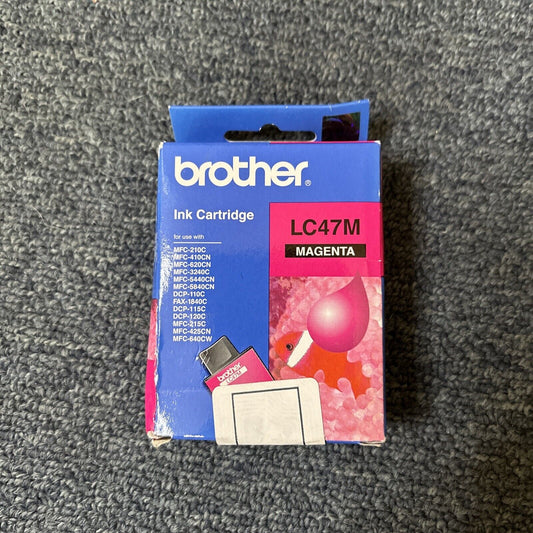 brother®
Ink Cartridge
for use with
MFC-210C
MFC-410CN
MFC-620CN
MFC-3240C
MFC-5440CN
MFC-5840CN
DCP-110C
FAX-1840C
DCP-115C
DCP-120C
MFC-215C
MFC-425CN
MFC-640CW
LC47M
MAGENTA
brother